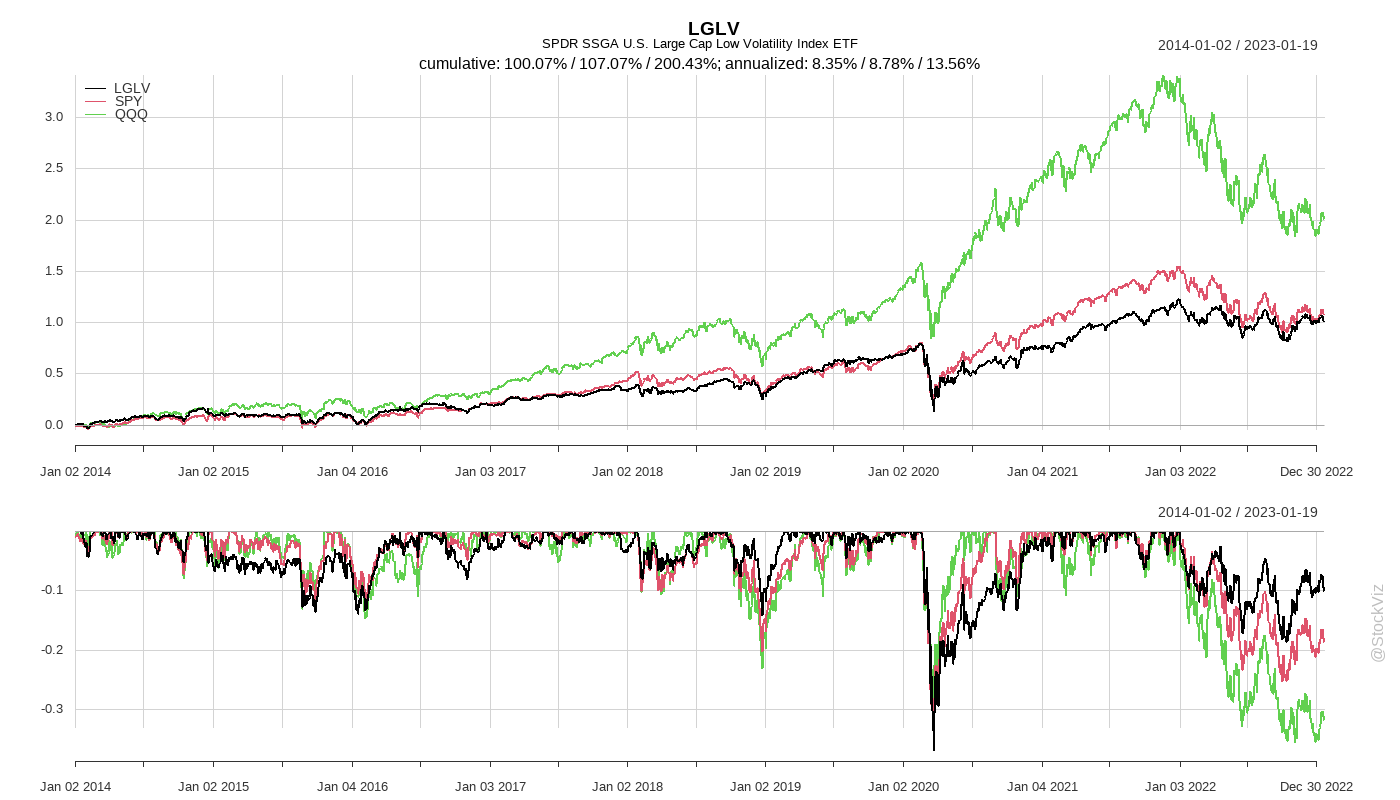 LGLV
SPDR SSGA U.S. Large Cap Low Volatility Index ETF
2014-01-02 / 2023-01-19
cumulative: 100.07% / 107.07% / 200.43%; annualized: 8.35% / 8.78% / 13.56%
LGLV
SPY
QQQ
3.0
2.5
2.0
1.5
1.0
0.5
0.0
Jan 02 2014 Jan 02 2015 Jan 04 2016 Jan 03 2017 Jan 02 2018 Jan 02 2019 Jan 02 2020 Jan 04 2021 Jan 03 2022 Dec 30 2022
2014-01-02 / 2023-01-19
-0.1
-0.2
-0.3
Jan 02 2014 Jan 02 2015 Jan 04 2016 Jan 03 2017 Jan 02 2018 Jan 02 2019 Jan 02 2020 Jan 04 2021 Jan 03 2022 Dec 30 2022
@StockViz